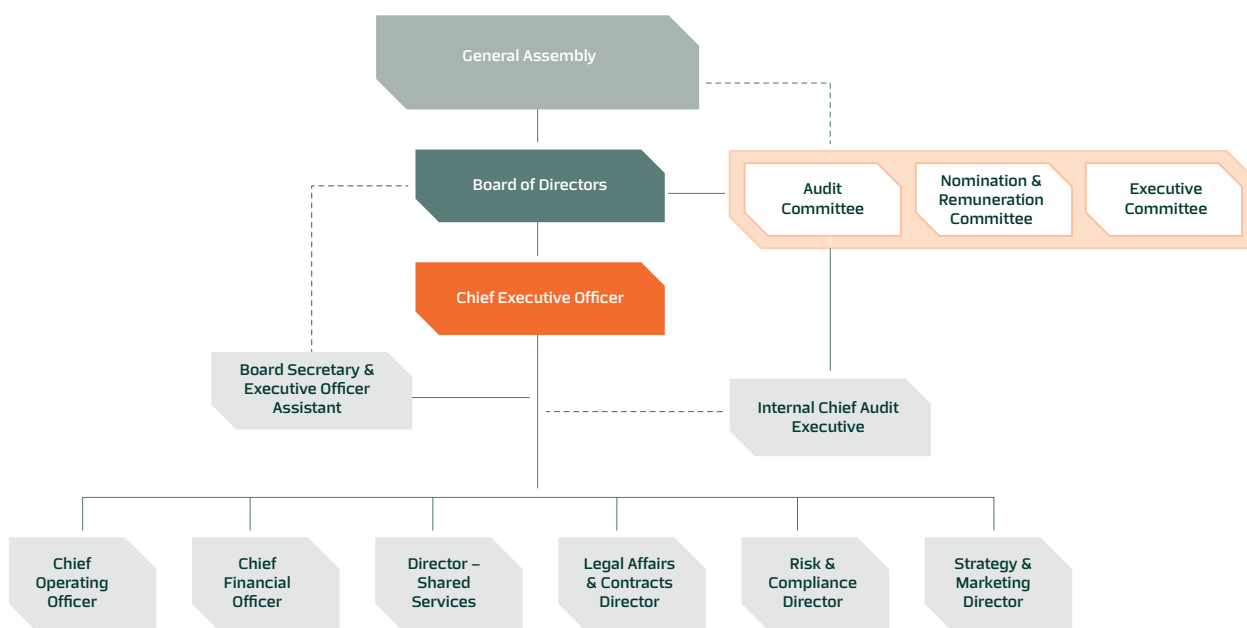 General Assembly
Board of Directors
Audit
Committee
Nomination &
Remuneration
Committee
Executive
Committee
Chief Executive Officer
Board Secretary &
Executive Officer
Assistant
Internal Chief Audit
Executive
Chief
Operating
Officer
Chief
Financial
Officer
Director –
Shared
Services
Legal Affairs
& Contracts
Director
Risk &
Compliance
Director
Strategy &
Marketing
Director